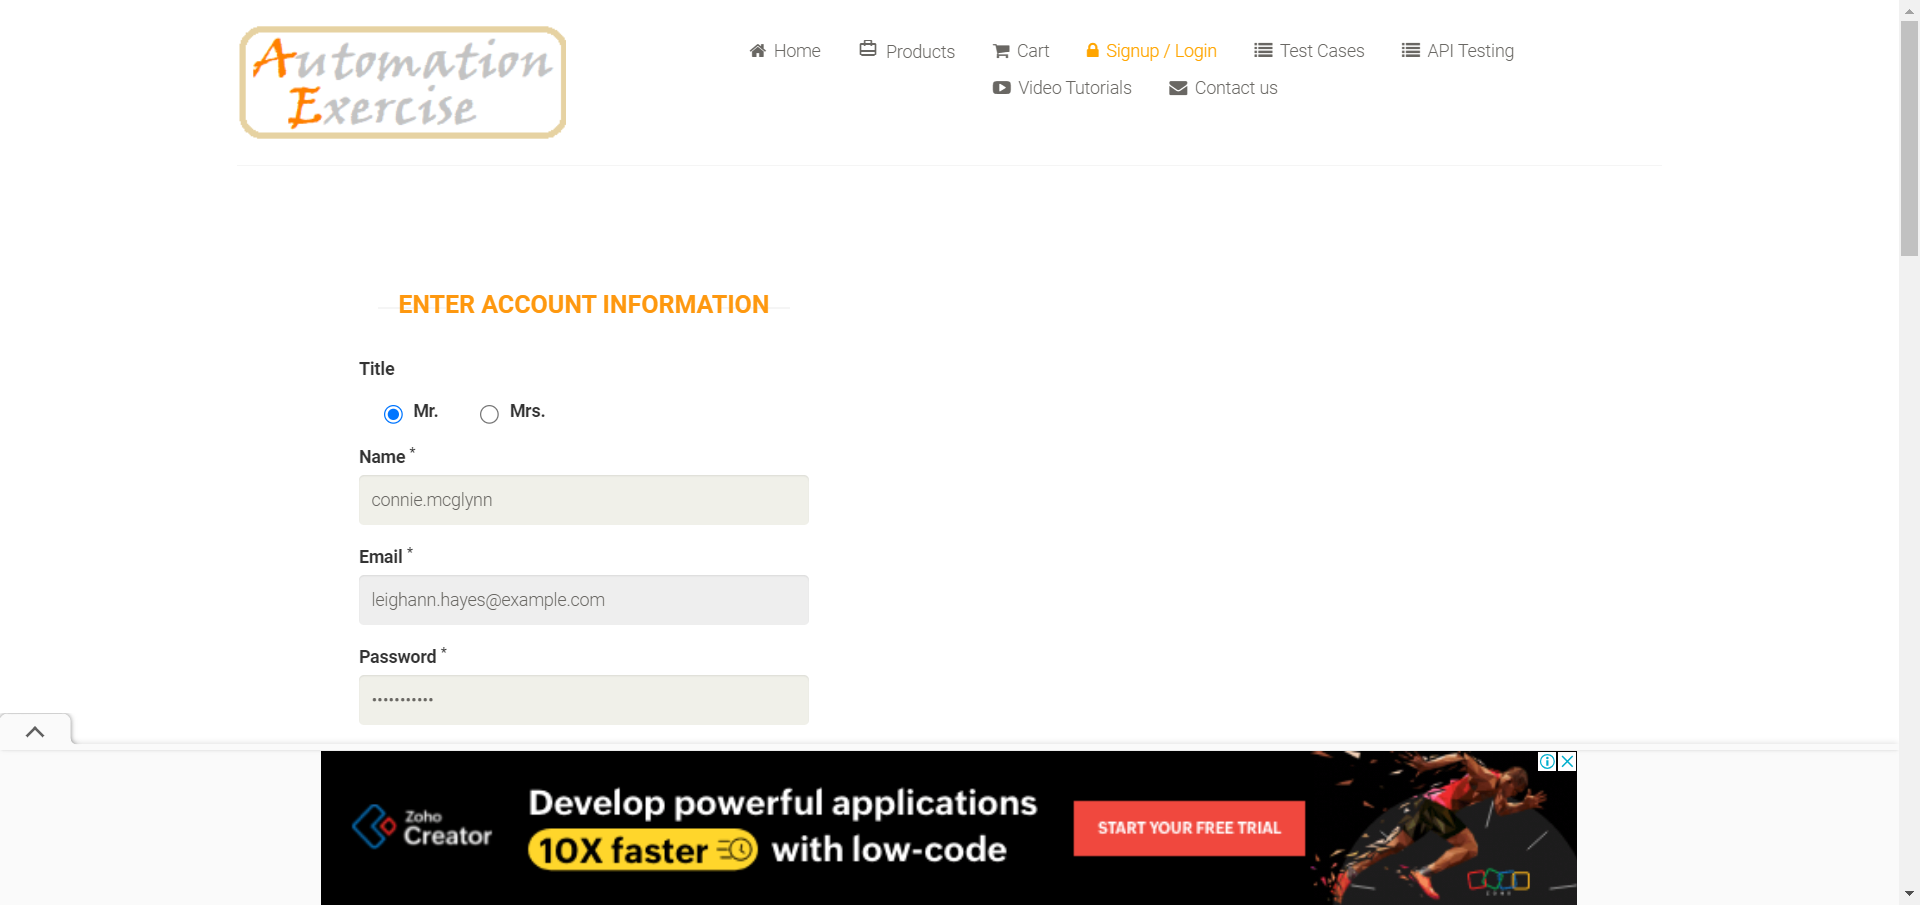 Automation
Exercise
Home
Products
Cart
Signup / Login
Test Cases
API Testing
Video Tutorials
Contact us
ENTER ACCOUNT INFORMATION
Title
Mr.
Mrs.
Name *
connie.mcglynn
Email *
leighann.hayes@example.com
Password *
•••••••••••
Zoho
Creator
Develop powerful applications
10X faster with low-code
START YOUR FREE TRIAL
ZOHO